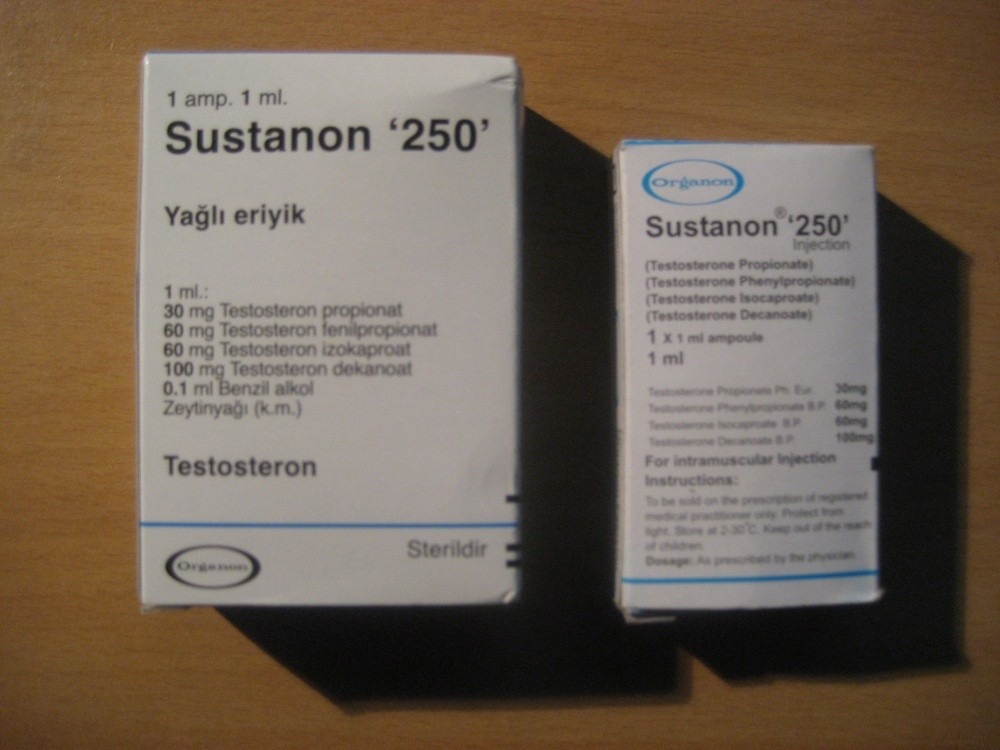 1 amp. 1 ml.
Sustanon ‘250’
Yağlı eriyik
1 ml.:
30 mg Testosteron propionat
60 mg Testosteron fenilpropionat
60 mg Testosteron izokaproat
100 mg Testosteron dekanoat
0.1 ml Benzil alkol
Zeytinyağı (k.m.)
Testosteron
Sterildir
Organon
Organon
Sustanon® ‘250’
Injection
(Testosterone Propionate)
(Testosterone Phenylpropionate)
(Testosterone Isocaproate)
(Testosterone Decanoate)
1 X 1 ml ampoule
1 ml
Testosterone Propionate Ph. Eur. 30mg
Testosterone Phenylpropionate B.P. 60mg
Testosterone Isocaproate B.P. 60mg
Testosterone Decanoate B.P. 100mg
For intramuscular Injection
Instructions:
To be sold on the prescription of registered
medical practitioner only. Protect from
light. Store at 2-30°C. Keep out of the reach
of children.
Dosage: As prescribed by the physician.